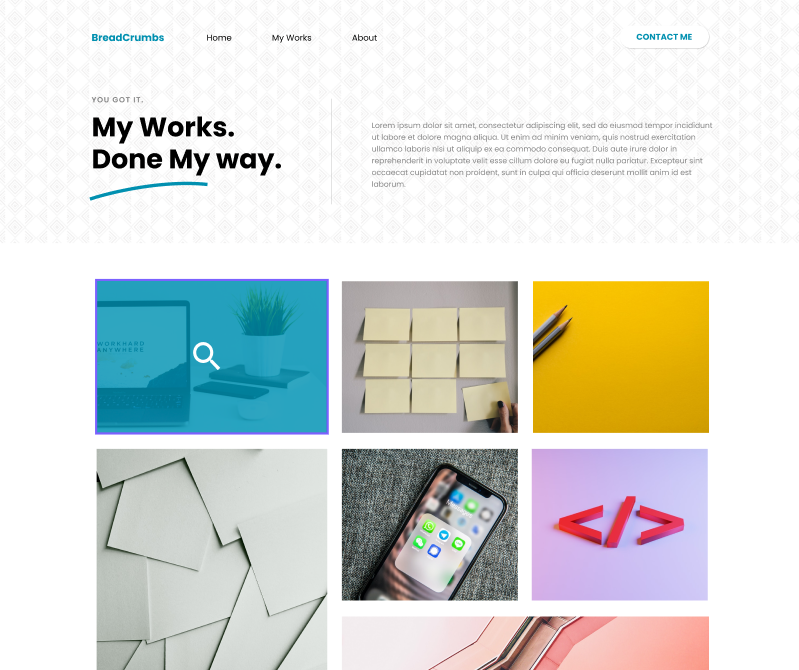 BreadCrumbs
Home
My Works
About
CONTACT ME
YOU GOT IT.
My Works.
Done My way.
Lorem ipsum dolor sit amet, consectetur adipiscing elit, sed do eiusmod tempor incididunt
ut labore et dolore magna aliqua. Ut enim ad minim veniam, quis nostrud exercitation
ullamco laboris nisi ut aliquip ex ea commodo consequat. Duis aute irure dolor in
reprehenderit in voluptate velit esse cillum dolore eu fugiat nulla pariatur. Excepteur sint
occaecat cupidatat non proident, sunt in culpa qui officia deserunt mollit anim id est
laborum.
WORKHARD
ANYWHERE